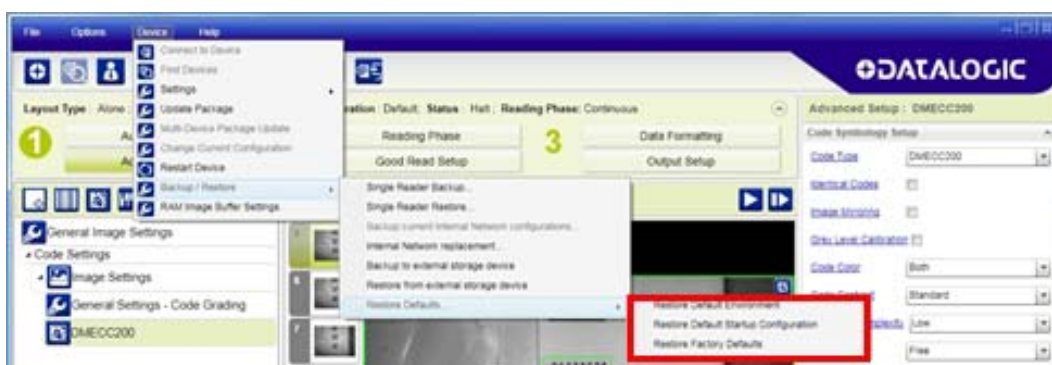 File Options Device Help
DATALOGIC
Connect to Device
Find Devices
Settings
Update Package
Multi-Device Package Update
Change Current Configuration
Restart Device
Backup / Restore
RAM Image Buffer Settings
Layout Type : Alone
ration : Default, Status : Halt ; Reading Phase: Continuous
1
Reading Phase
Good Read Setup
3
Data Formatting
Output Setup
Single Reader Backup...
Single Reader Restore...
Backup current Internal Network configurations...
Internal Network replacement...
Backup to external storage device
Restore from external storage device
Restore Defaults...
Restore Default Environment
Restore Default Startup Configuration
Restore Factory Defaults
General Image Settings
Code Settings
Image Settings
General Settings - Code Grading
DMECC200
6
7
Advanced Setup : DMECC200
Code Symbology Setup
Code Type DMECC200
Identical Codes
Image Mirroring
Grey Level Calibration
Code Color Both
Standard
Low
Free